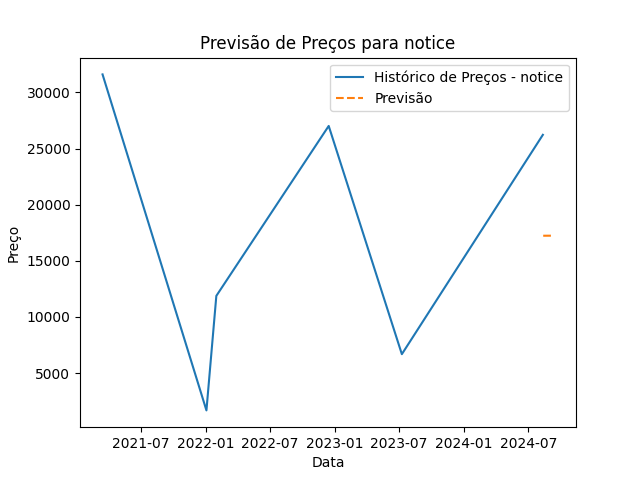 Previsão de Preços para notice
Histórico de Preços - notice
Previsão
30000
25000
20000
15000
10000
5000
Preço
2021-07 2022-01 2022-07 2023-01 2023-07 2024-01 2024-07
Data